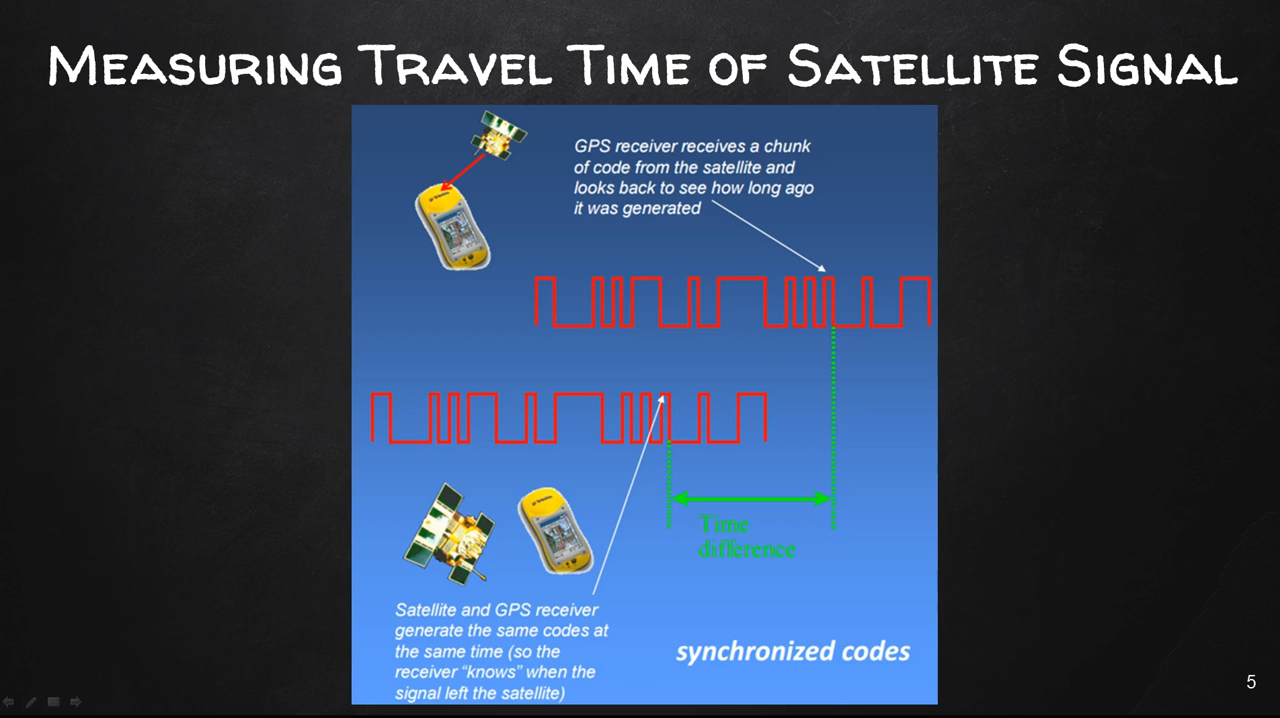 Measuring Travel Time of Satellite Signal
GPS receiver receives a chunk
of code from the satellite and
looks back to see how long ago
it was generated
Time
difference
Satellite and GPS receiver
generate the same codes at
the same time (so the
receiver “knows” when the
signal left the satellite)
synchronized codes
5